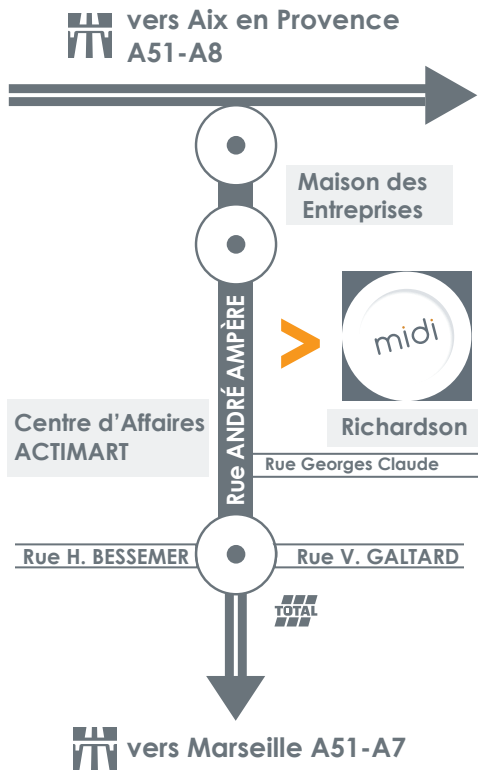 vers Aix en Provence
A51-A8
Maison des
Entreprises
Rue ANDRÉ AMPÈRE
>
midi
Centre d’Affaires
ACTIMART
Richardson
Rue Georges Claude
Rue H. BESSEMER
Rue V. GALTARD
TOTAL
vers Marseille A51-A7